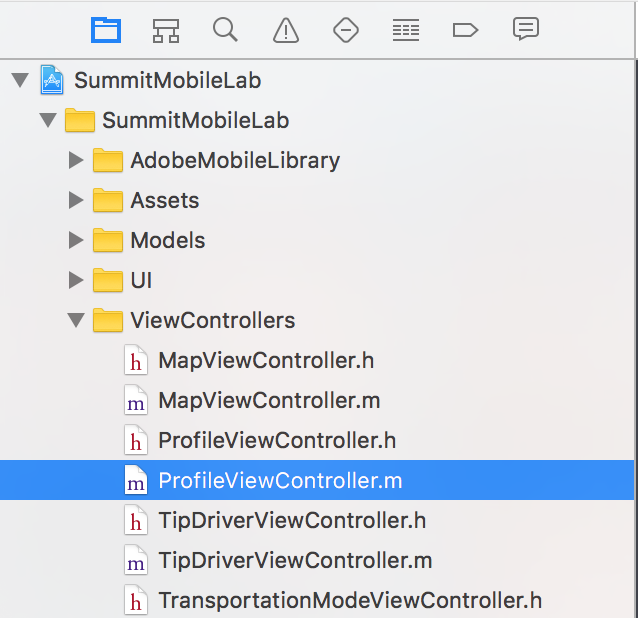 SummitMobileLab
SummitMobileLab
AdobeMobileLibrary
Assets
Models
UI
ViewControllers
h MapViewController.h
m MapViewController.m
h ProfileViewController.h
m ProfileViewController.m
h TipDriverViewController.h
m TipDriverViewController.m
h TransportationModeViewController.h